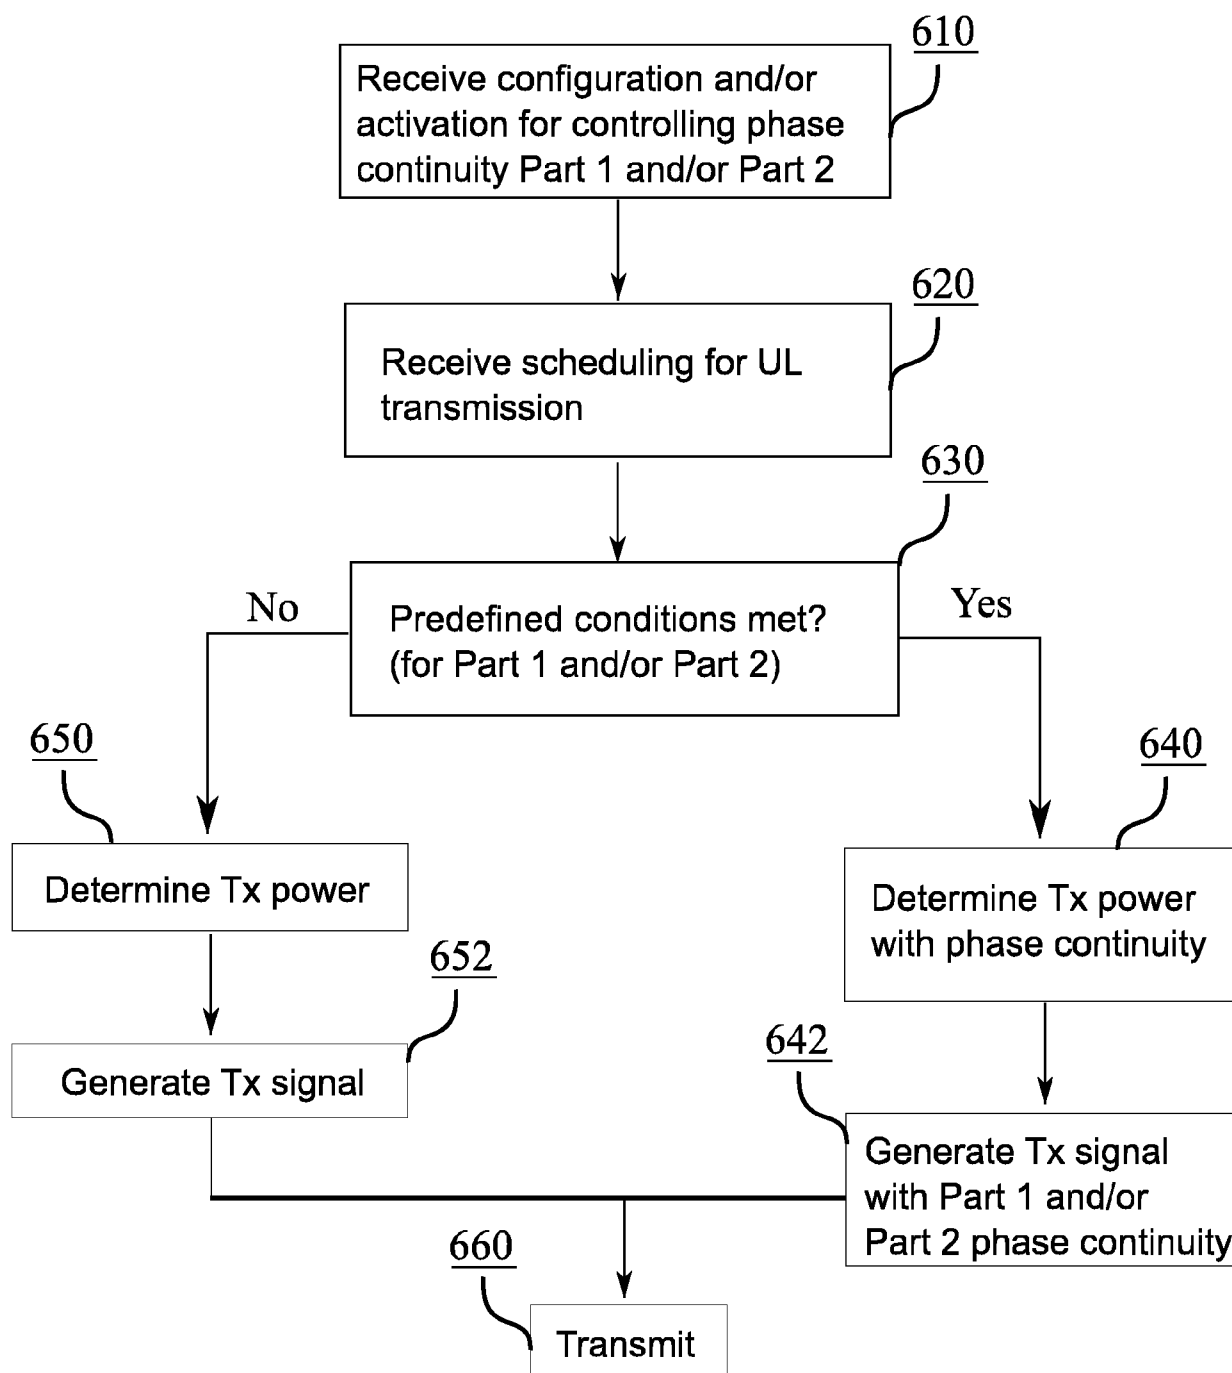 610
Receive configuration and/or
activation for controlling phase
continuity Part 1 and/or Part 2
620
Receive scheduling for UL
transmission
630
No
Yes
Predefined conditions met?
(for Part 1 and/or Part 2)
650
640
Determine Tx power
Determine Tx power
with phase continuity
652
642
Generate Tx signal
Generate Tx signal
with Part 1 and/or
Part 2 phase continuity
660
Transmit